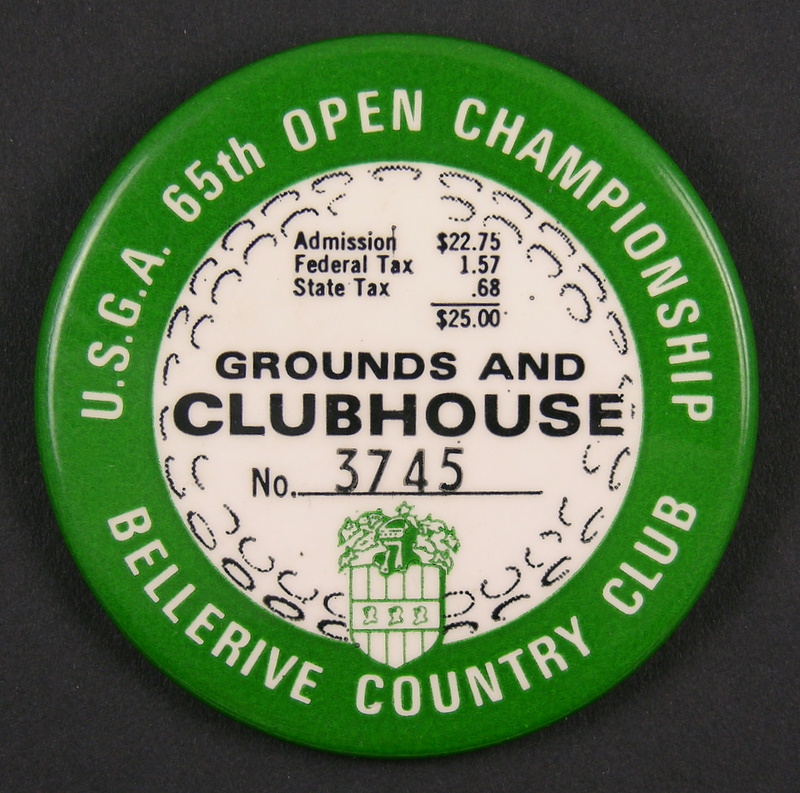 U.S.G.A. 65th OPEN CHAMPIONSHIP
Admission $22.75
Federal Tax 1.57
State Tax .68
$25.00
GROUNDS AND
CLUBHOUSE
No. 3745
BELLERIVE COUNTRY CLUB